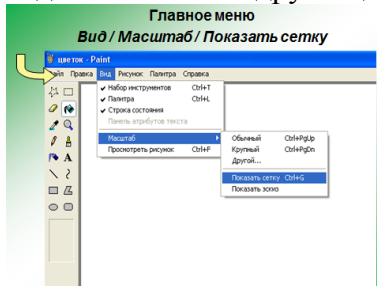 Главное меню
Вид / Масштаб / Показать сетку
цветок - Paint
Файл Правка Вид Рисунок Палитра Справка
Набор инструментов Ctrl+T
Палитра Ctrl+L
Строка состояния
Панель атрибутов текста
Масштаб
Просмотреть рисунок Ctrl+F
Обычный Ctrl+PgUp
Крупный Ctrl+PgDn
Другой...
Показать сетку Ctrl+G
Показать эскиз
A